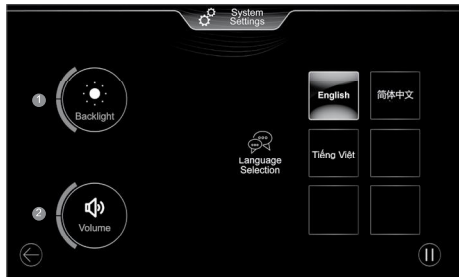 System
Settings
1
Backlight
English
简体中文
Language
Selection
Tiếng Việt
2
Volume